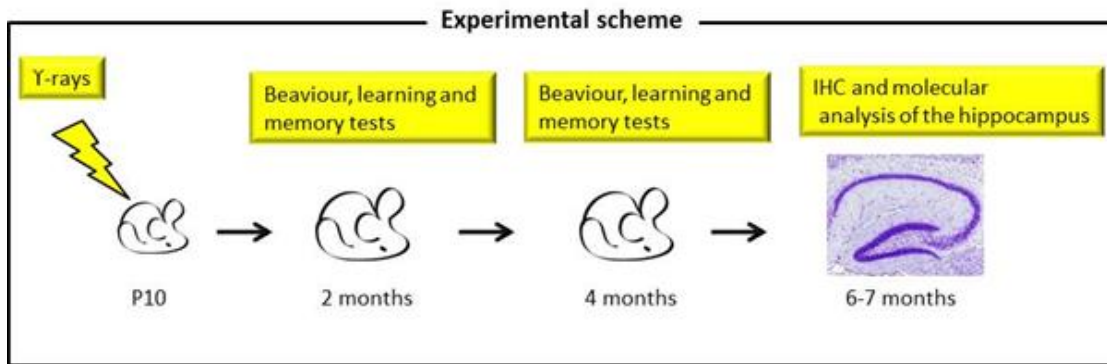 Experimental scheme
ϒ-rays
Beaviour, learning and
memory tests
Beaviour, learning and
memory tests
IHC and molecular
analysis of the hippocampus
P10
2 months
4 months
6-7 months